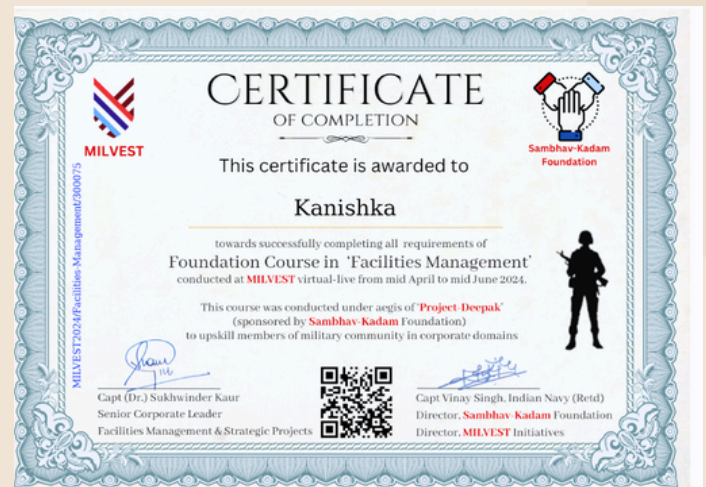 CERTIFICATE
OF COMPLETION
MILVEST
Sambhav-Kadam
Foundation
This certificate is awarded to
Kanishka
towards successfully completing all requirements of
Foundation Course in 'Facilities Management'
conducted at MILVEST virtual-live from mid April to mid June 2024.
This course was conducted under aegis of 'Project-Deepak'
(sponsored by Sambhav-Kadam Foundation)
to upskill members of military community in corporate domains
MILVEST2024/Facilities-Management/300075
Capt (Dr.) Sukhwinder Kaur
Senior Corporate Leader
Facilities Management & Strategic Projects
Capt Vinay Singh, Indian Navy (Retd)
Director, Sambhav-Kadam Foundation
Director, MILVEST Initiatives